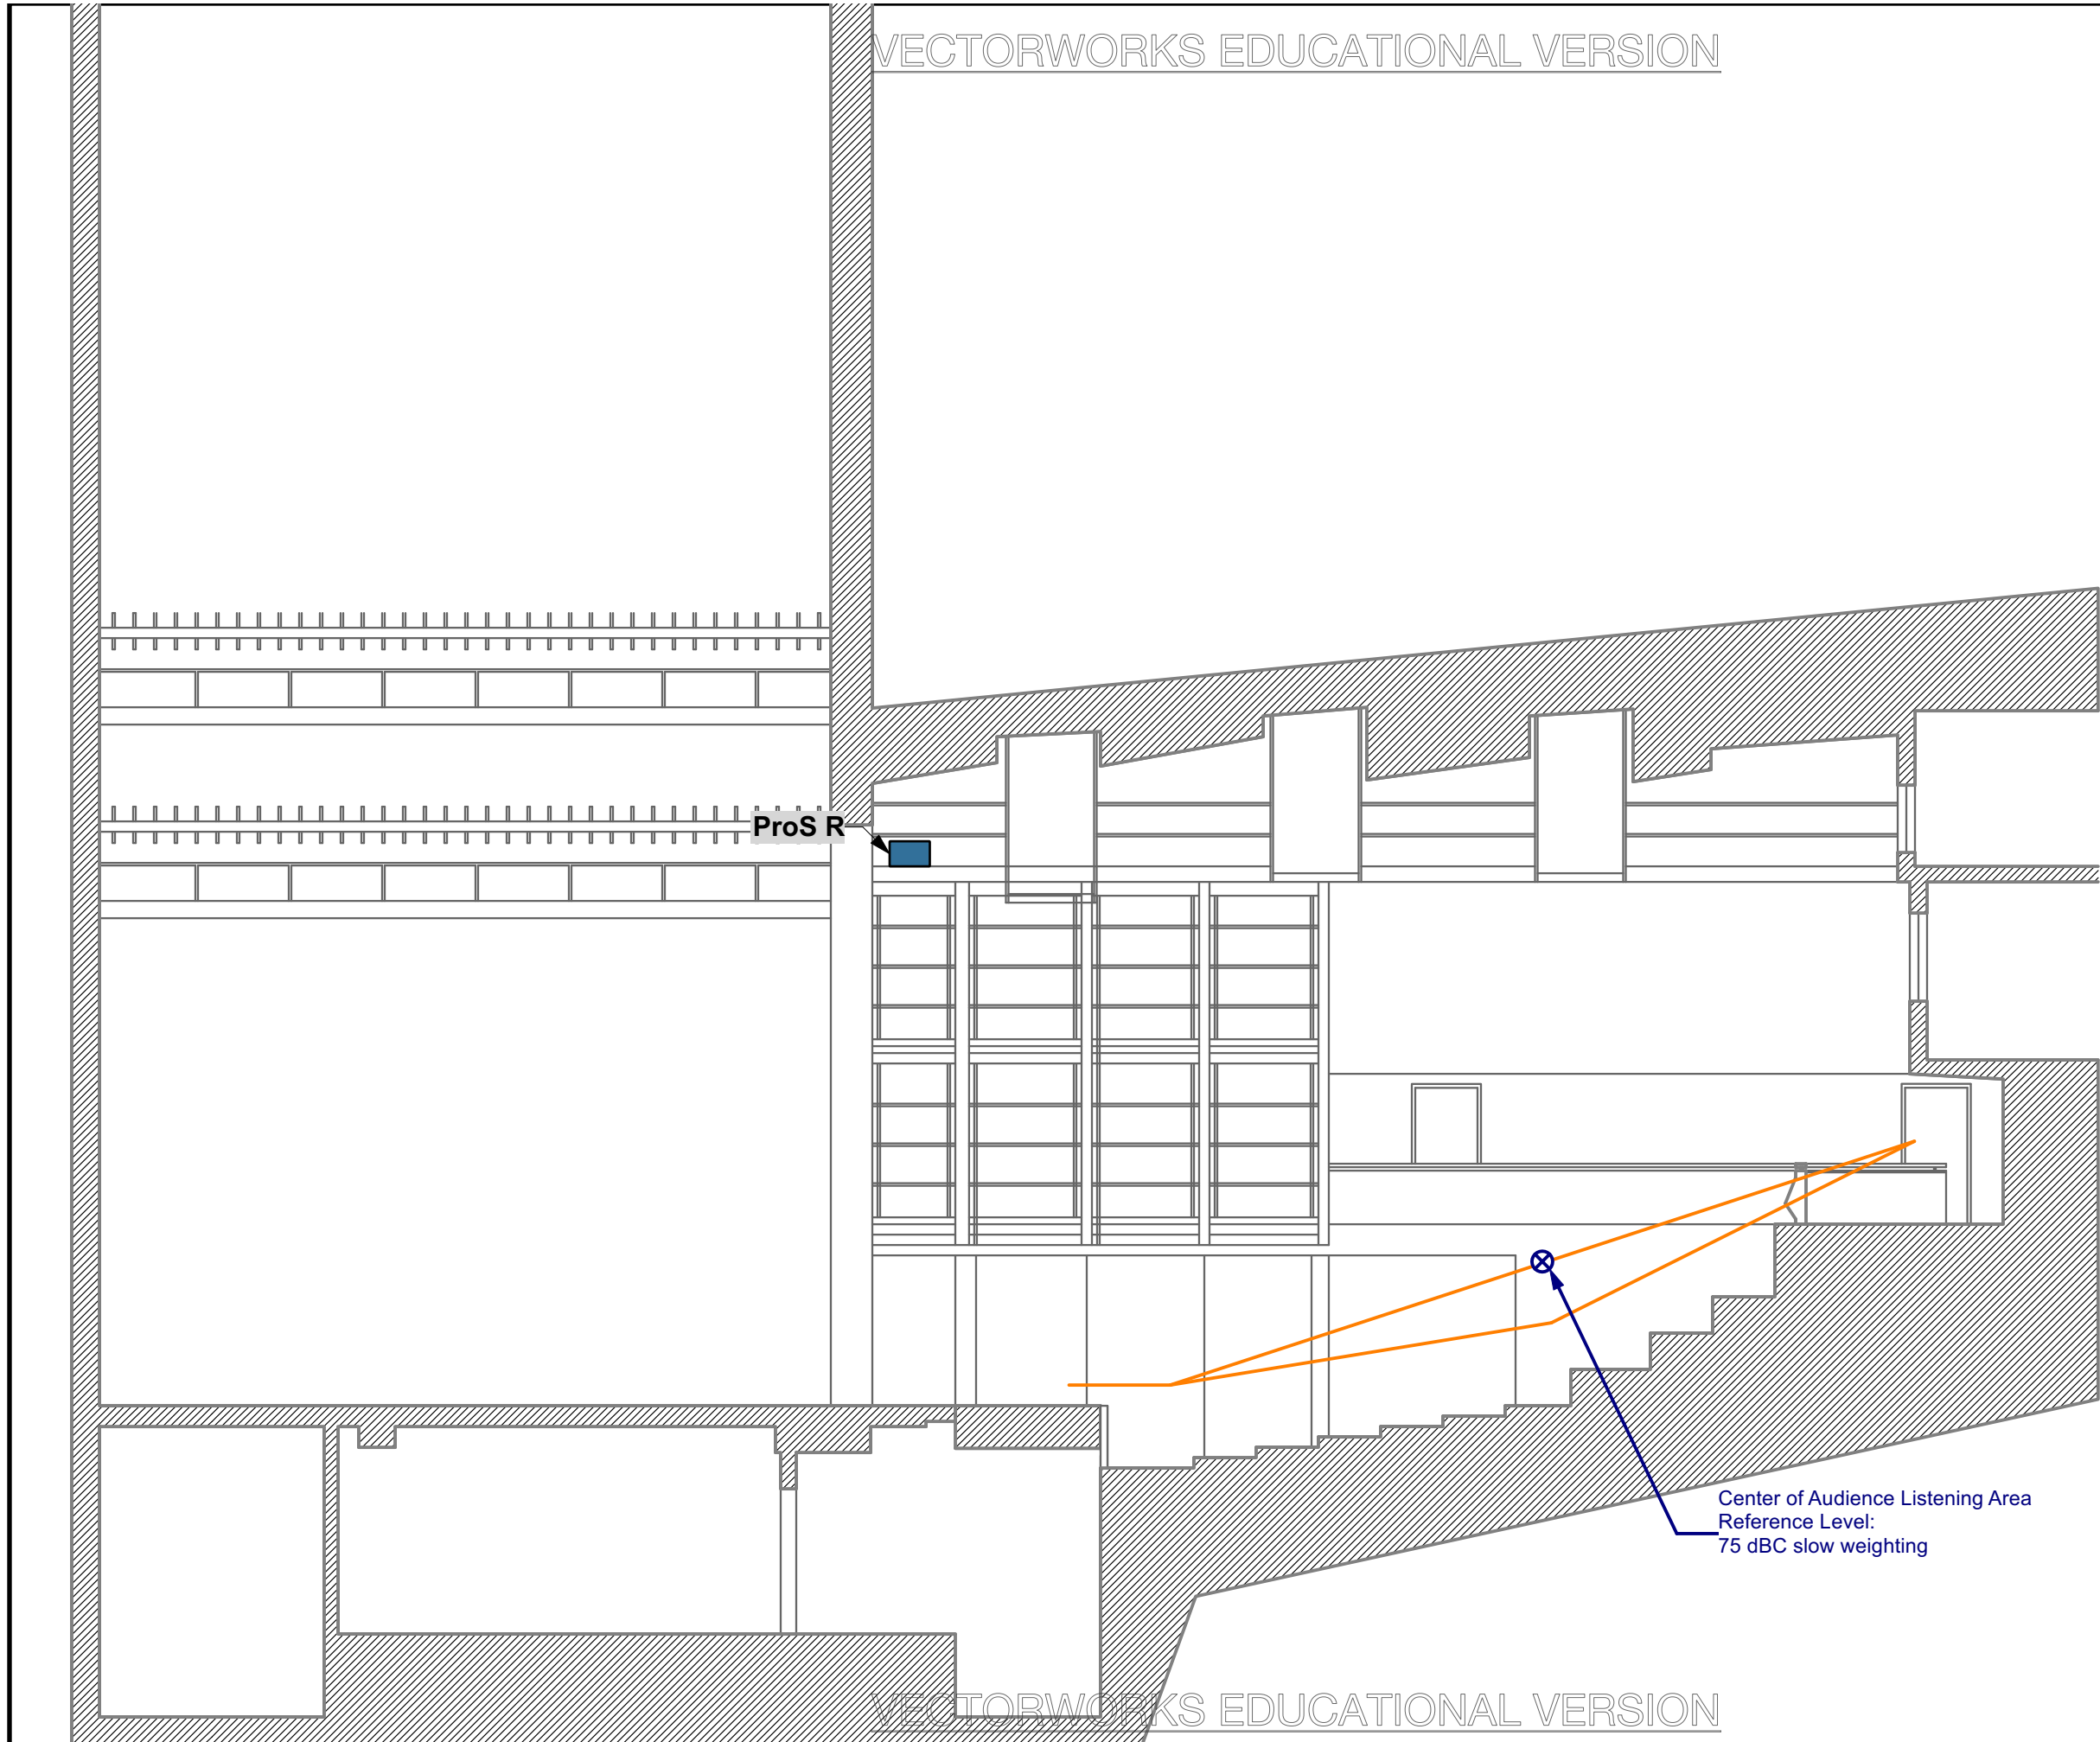 VECTORWORKS EDUCATIONAL VERSION
ProS R
Center of Audience Listening Area
Reference Level:
75 dBC slow weighting
VECTORWORKS EDUCATIONAL VERSION